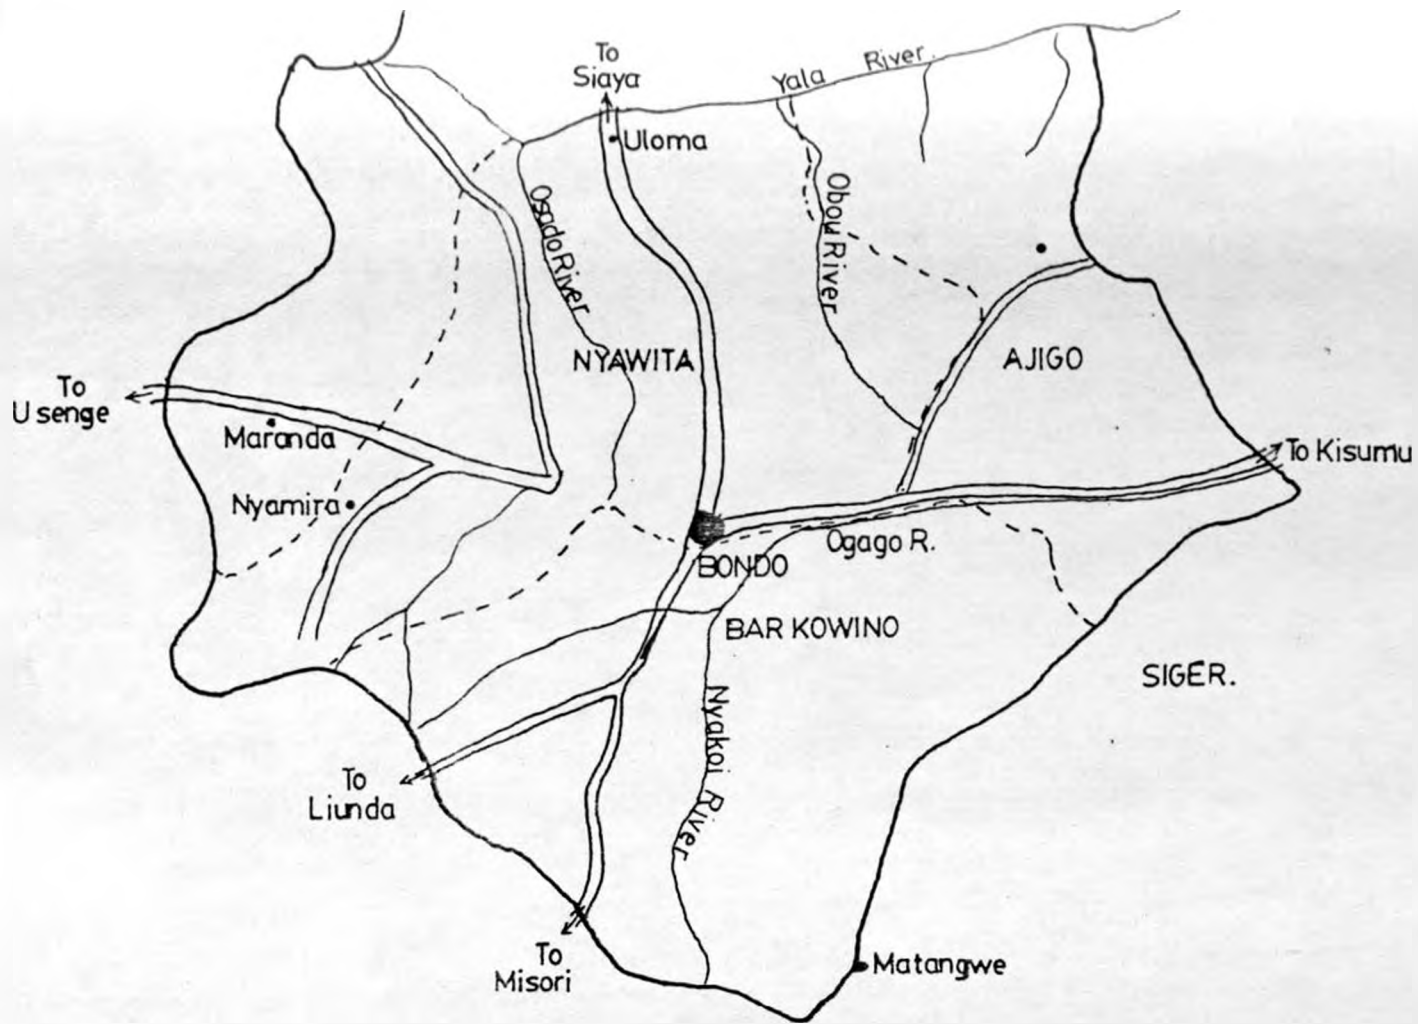 To
Siaya
Yala River.
Uloma
Osado River
Obou River
NYAWITA
AJIGO
To
Usenge
Maranda
To Kisumu
Nyamira
Ogago R.
BONDO
BAR KOWINO
SIGER.
Nyakoi River
To
Liunda
To
Misori
Matangwe